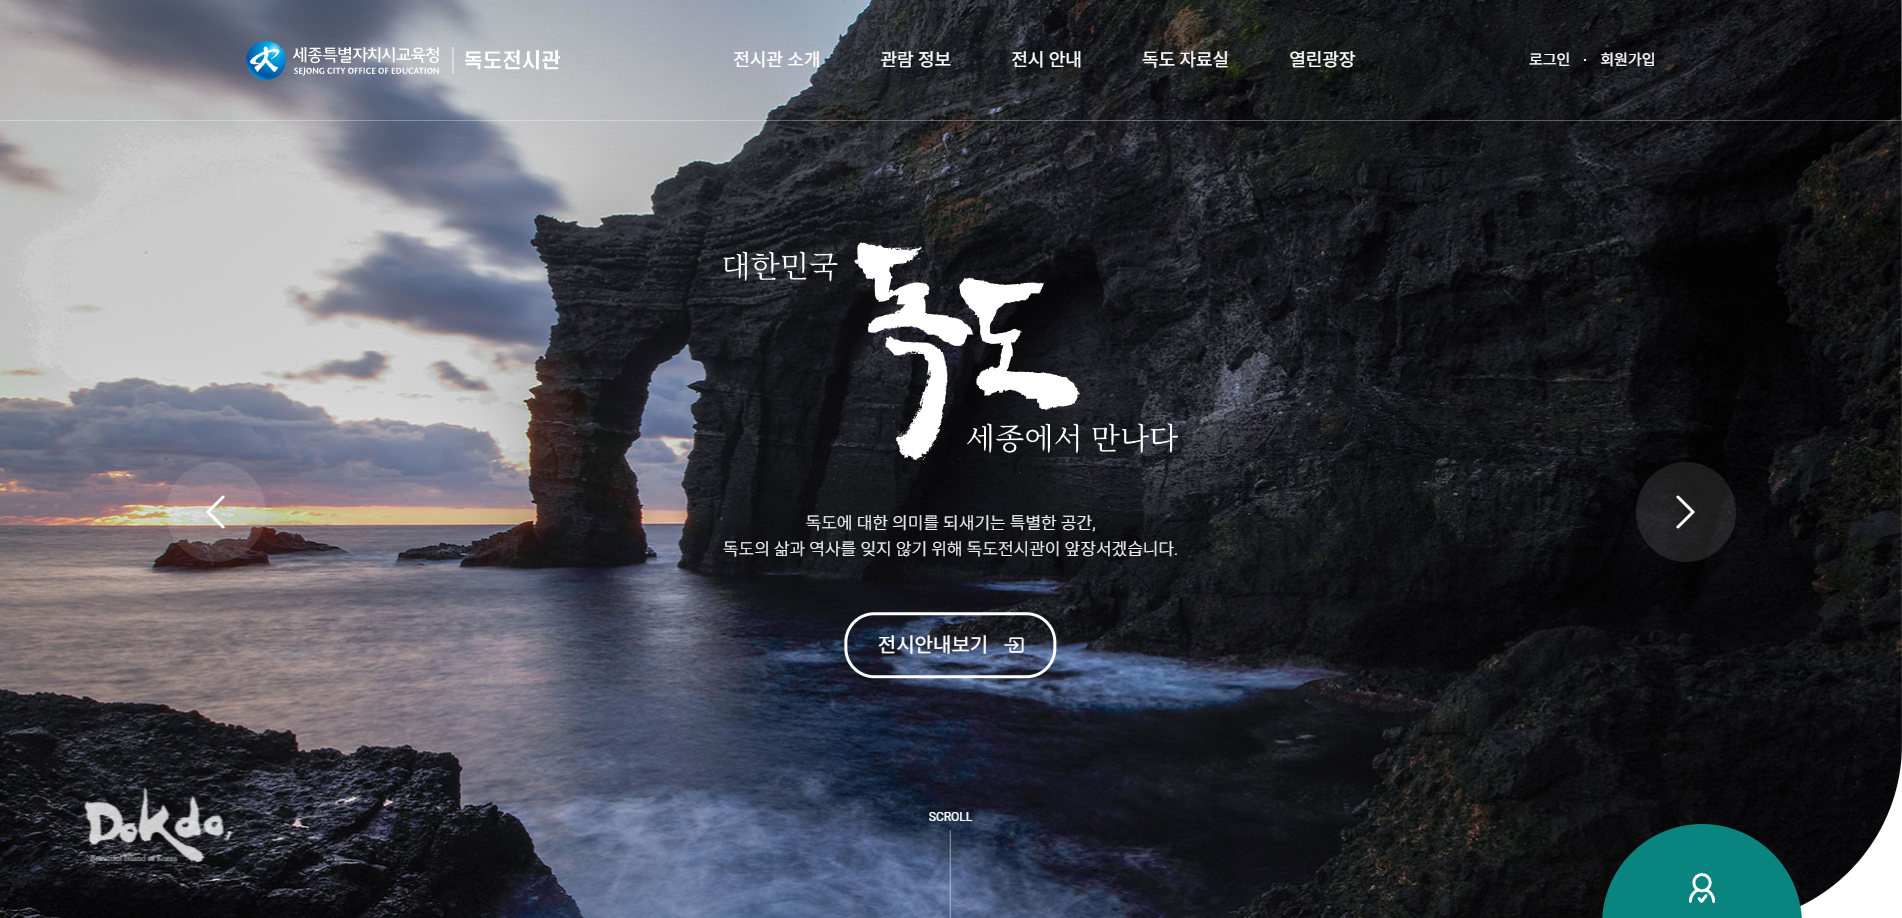 세종특별자치시교육청
SEJONG CITY OFFICE OF EDUCATION
독도전시관
전시관 소개
관람 정보
전시 안내
독도 자료실
열린광장
로그인 · 회원가입
대한민국
독도
세종에서 만나다
독도에 대한 의미를 되새기는 특별한 공간,
독도의 삶과 역사를 잊지 않기 위해 독도전시관이 앞장서겠습니다.
전시안내보기
Dokdo,
Beautiful Island of Korea
SCROLL